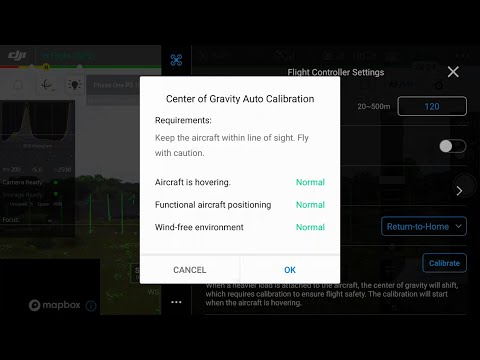 dji
Flight Controller Settings
20~500m
120
Center of Gravity Auto Calibration
Requirements:
Keep the aircraft within line of sight. Fly
with caution.
Aircraft is hovering.
Normal
Functional aircraft positioning
Normal
Wind-free environment
Normal
CANCEL
OK
Camera Ready
Storage Ready
Focus:
Return-to-Home
Calibrate
When a heavier load is attached to the aircraft, the center of gravity will shift,
which requires calibration to ensure flight safety. The calibration will start
when the aircraft is hovering.
mapbox
WS